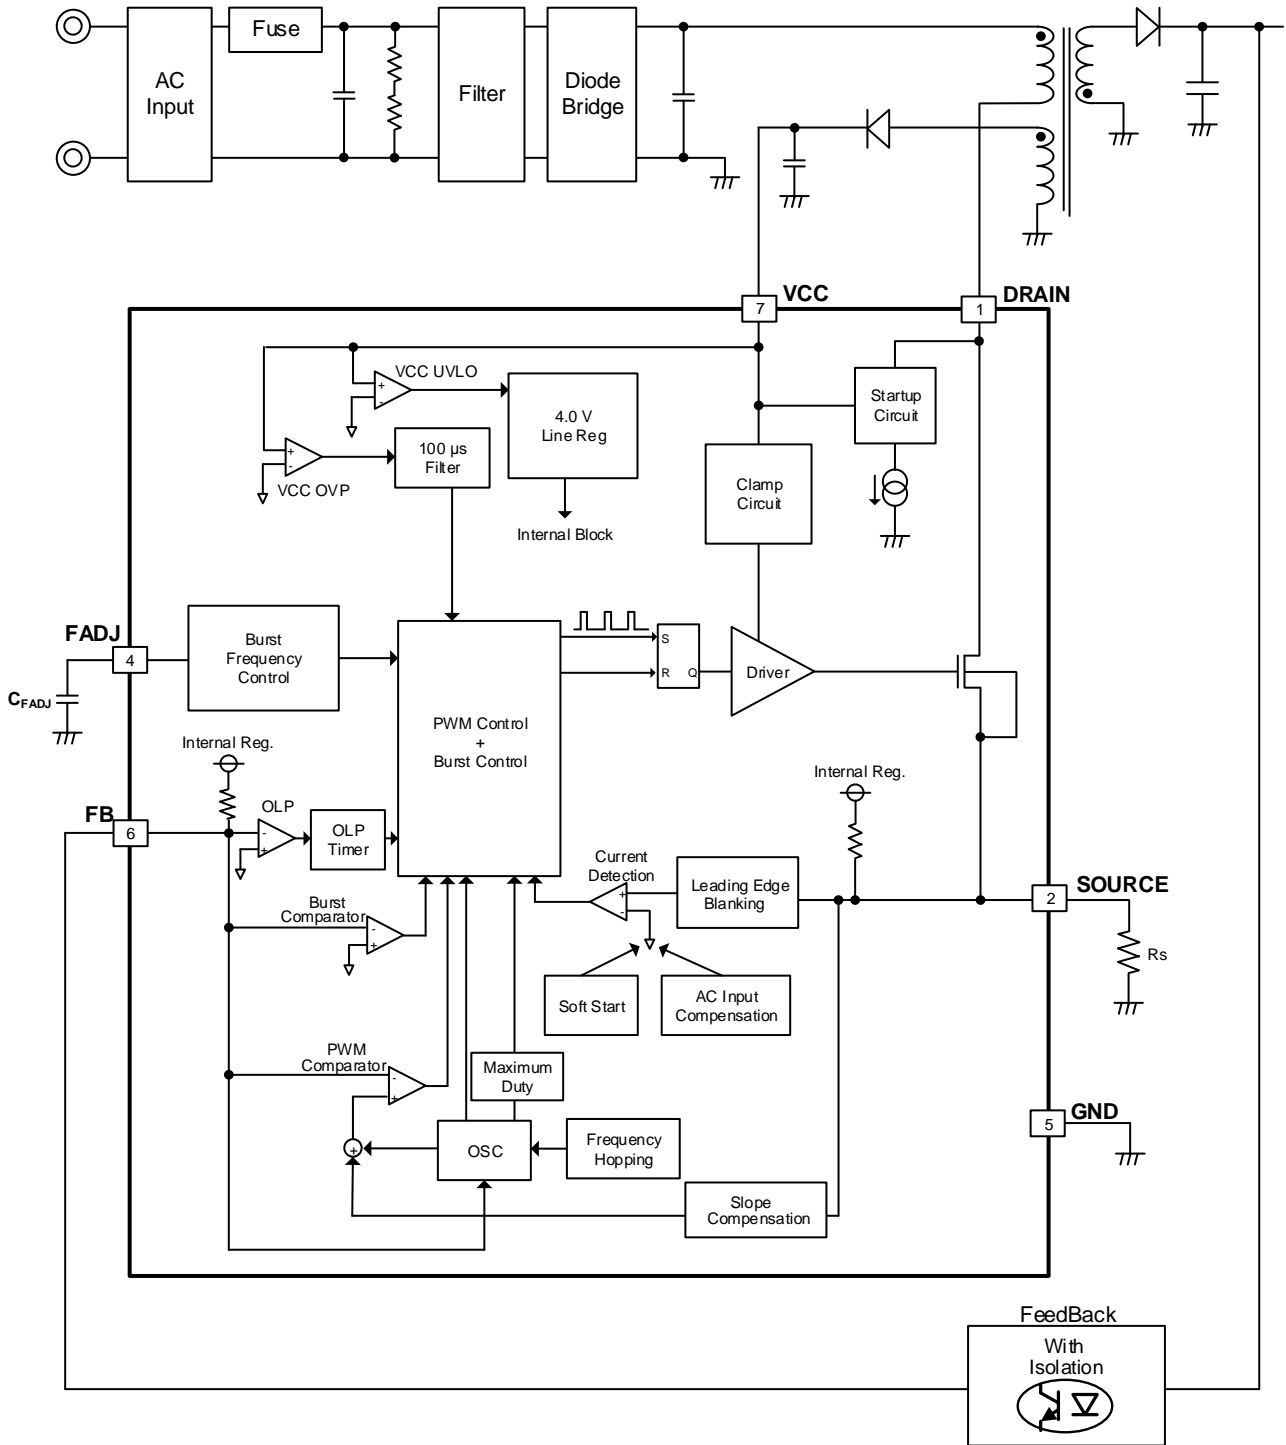 Fuse
AC
Input
Filter
Diode
Bridge
VCC
7
DRAIN
1
VCC UVLO
+
-
4.0 V
Line Reg
Startup
Circuit
+
-
VCC OVP
100 µs
Filter
Clamp
Circuit
Internal Block
FADJ
4
Burst
Frequency
Control
S
R
Q
Driver
CFADJ
PWM Control
+
Burst Control
Internal Reg.
Internal Reg.
FB
6
OLP
-
+
OLP
Timer
Current
Detection
+
-
Leading Edge
Blanking
SOURCE
2
Burst
Comparator
-
+
Rs
Soft Start
AC Input
Compensation
PWM
Comparator
-
+
Maximum
Duty
GND
5
+
OSC
Frequency
Hopping
Slope
Compensation
FeedBack
With
Isolation